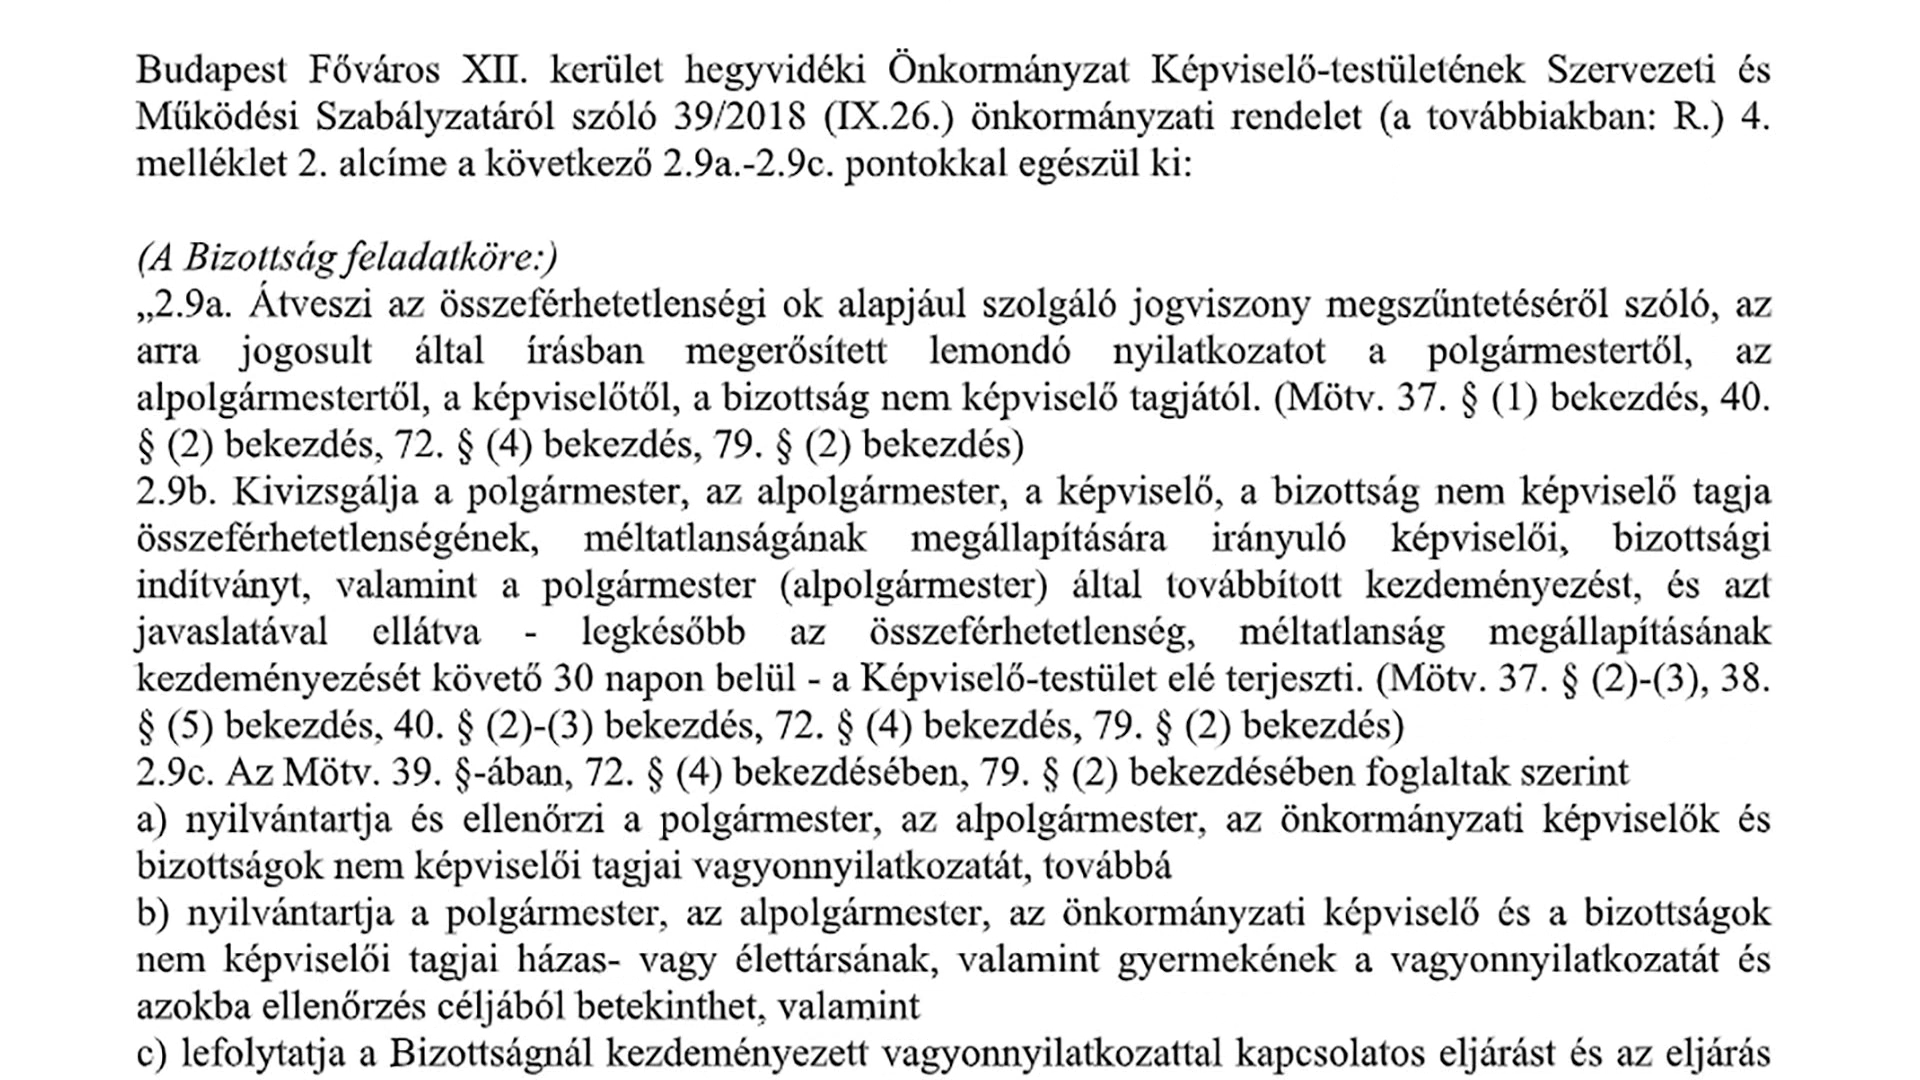 Budapest Főváros XII. kerület hegyvidéki Önkormányzat Képviselő-testületének Szervezeti és
Működési Szabályzatáról szóló 39/2018 (IX.26.) önkormányzati rendelet (a továbbiakban: R.) 4.
melléklet 2. alcíme a következő 2.9a.-2.9c. pontokkal egészül ki:
(A Bizottság feladatköre:)
„2.9a. Átveszi az összeférhetetlenségi ok alapjául szolgáló jogviszony megszűntetéséről szóló, az
arra jogosult által írásban megerősített lemondó nyilatkozatot a polgármestertől, az
alpolgármestertől, a képviselőtől, a bizottság nem képviselő tagjától. (Mötv. 37. § (1) bekezdés, 40.
§ (2) bekezdés, 72. § (4) bekezdés, 79. § (2) bekezdés)
2.9b. Kivizsgálja a polgármester, az alpolgármester, a képviselő, a bizottság nem képviselő tagja
összeférhetetlenségének, méltatlanságának megállapítására irányuló képviselői, bizottsági
indítványt, valamint a polgármester (alpolgármester) által továbbított kezdeményezést, és azt
javaslatával ellátva - legkésőbb az összeférhetetlenség, méltatlanság megállapításának
kezdeményezését követő 30 napon belül - a Képviselő-testület elé terjeszti. (Mötv. 37. § (2)-(3), 38.
§ (5) bekezdés, 40. § (2)-(3) bekezdés, 72. § (4) bekezdés, 79. § (2) bekezdés)
2.9c. Az Mötv. 39. §-ában, 72. § (4) bekezdésében, 79. § (2) bekezdésében foglaltak szerint
a) nyilvántartja és ellenőrzi a polgármester, az alpolgármester, az önkormányzati képviselők és
bizottságok nem képviselői tagjai vagyonnyilatkozatát, továbbá
b) nyilvántartja a polgármester, az alpolgármester, az önkormányzati képviselő és a bizottságok
nem képviselői tagjai házas- vagy élettársának, valamint gyermekének a vagyonnyilatkozatát és
azokba ellenőrzés céljából betekinthet, valamint
c) lefolytatja a Bizottságnál kezdeményezett vagyonnyilatkozattal kapcsolatos eljárást és az eljárás